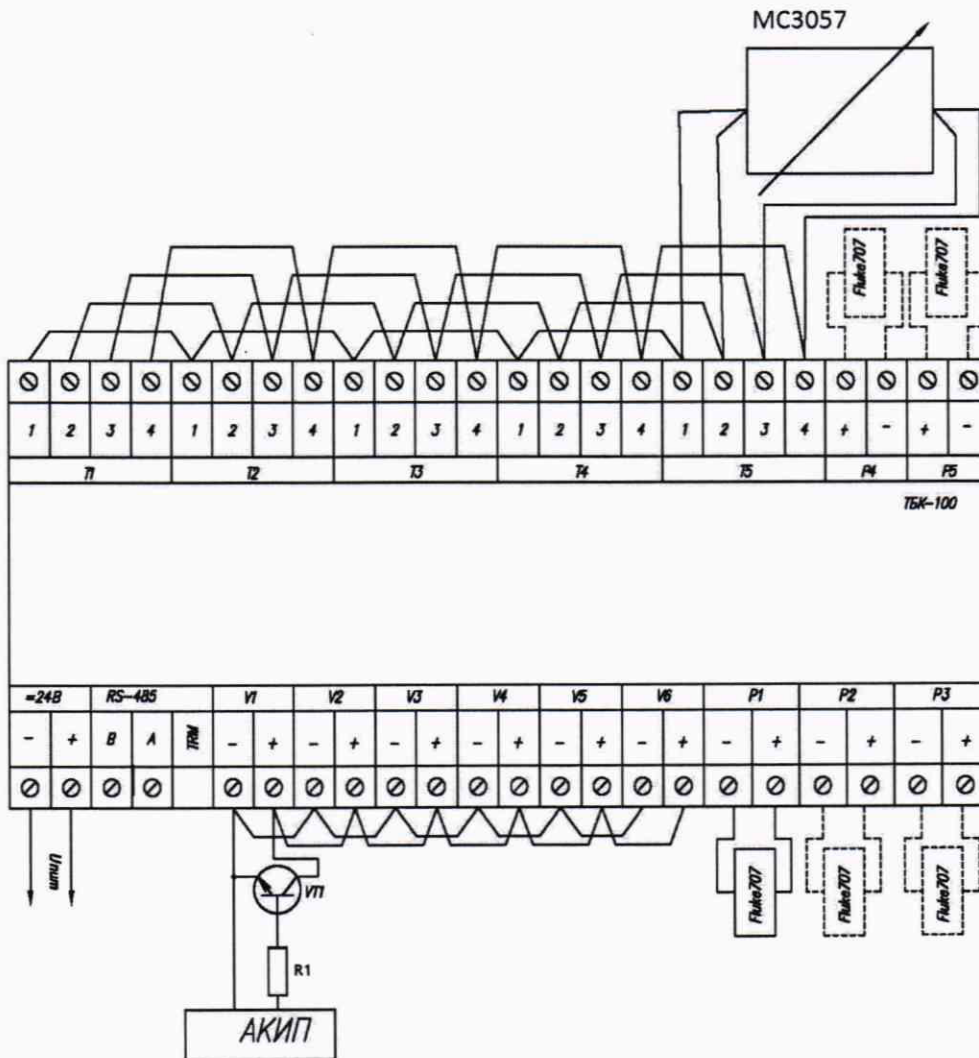 MC3057
Fluke707 Fluke707
1 2 3 4 1 2 3 4 1 2 3 4 1 2 3 4 1 2 3 4 + - + -
T1 T2 T3 T4 T5 P4 P5
ТБК-100
=24В RS-485 V1 V2 V3 V4 V5 V6 P1 P2 P3
- + B A TRM - + - + - + - + - + - + - + - + - +
Uпит
VT1
Fluke707 Fluke707 Fluke707
R1
АКИП